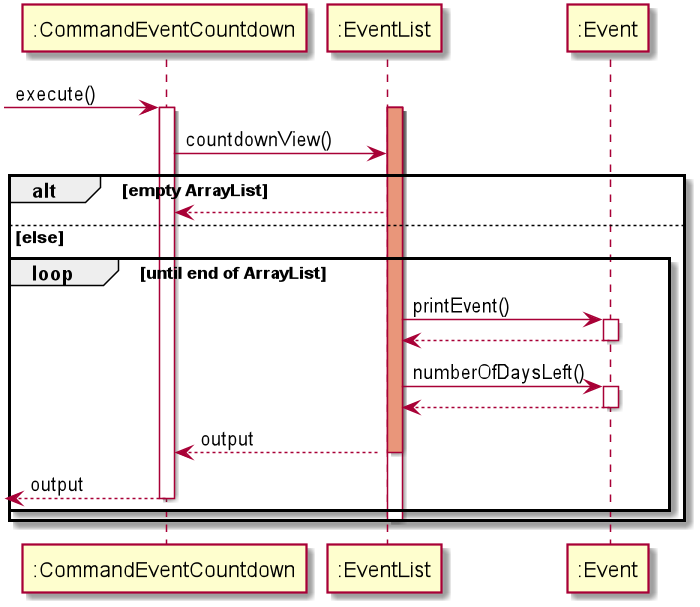 :CommandEventCountdown :EventList :Event
execute()
countdownView()
alt [empty ArrayList]
[else]
loop [until end of ArrayList]
printEvent()
numberOfDaysLeft()
output
output
:CommandEventCountdown :EventList :Event